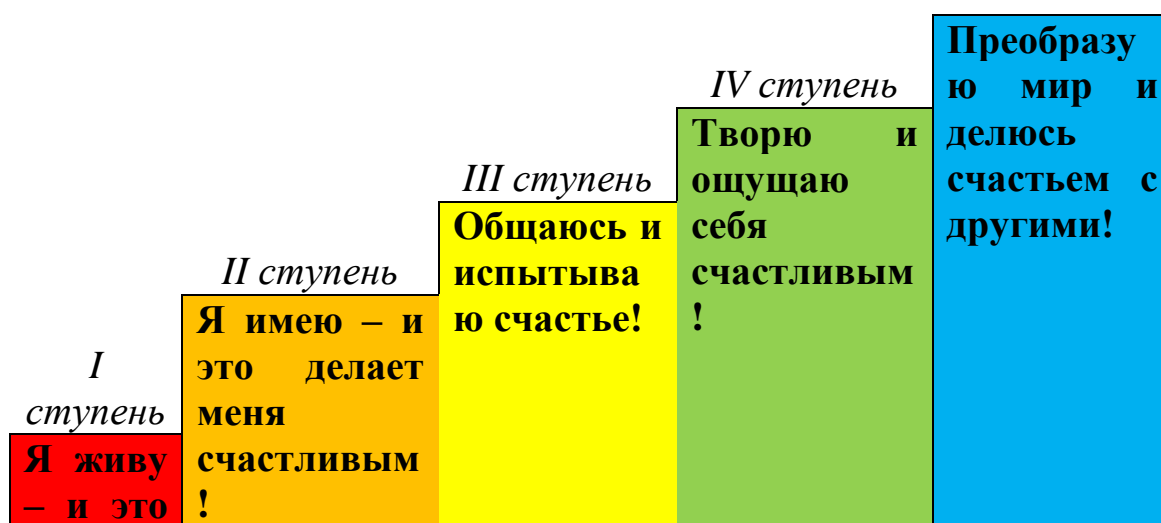 I
ступень
Я живу
– и это
II ступень
Я имею – и
это делает
меня
счастливым
!
III ступень
Общаюсь и
испытыва
ю счастье!
IV ступень
Творю и
ощущаю
себя
счастливым
!
Преобразу
ю мир и
делюсь
счастьем с
другими!